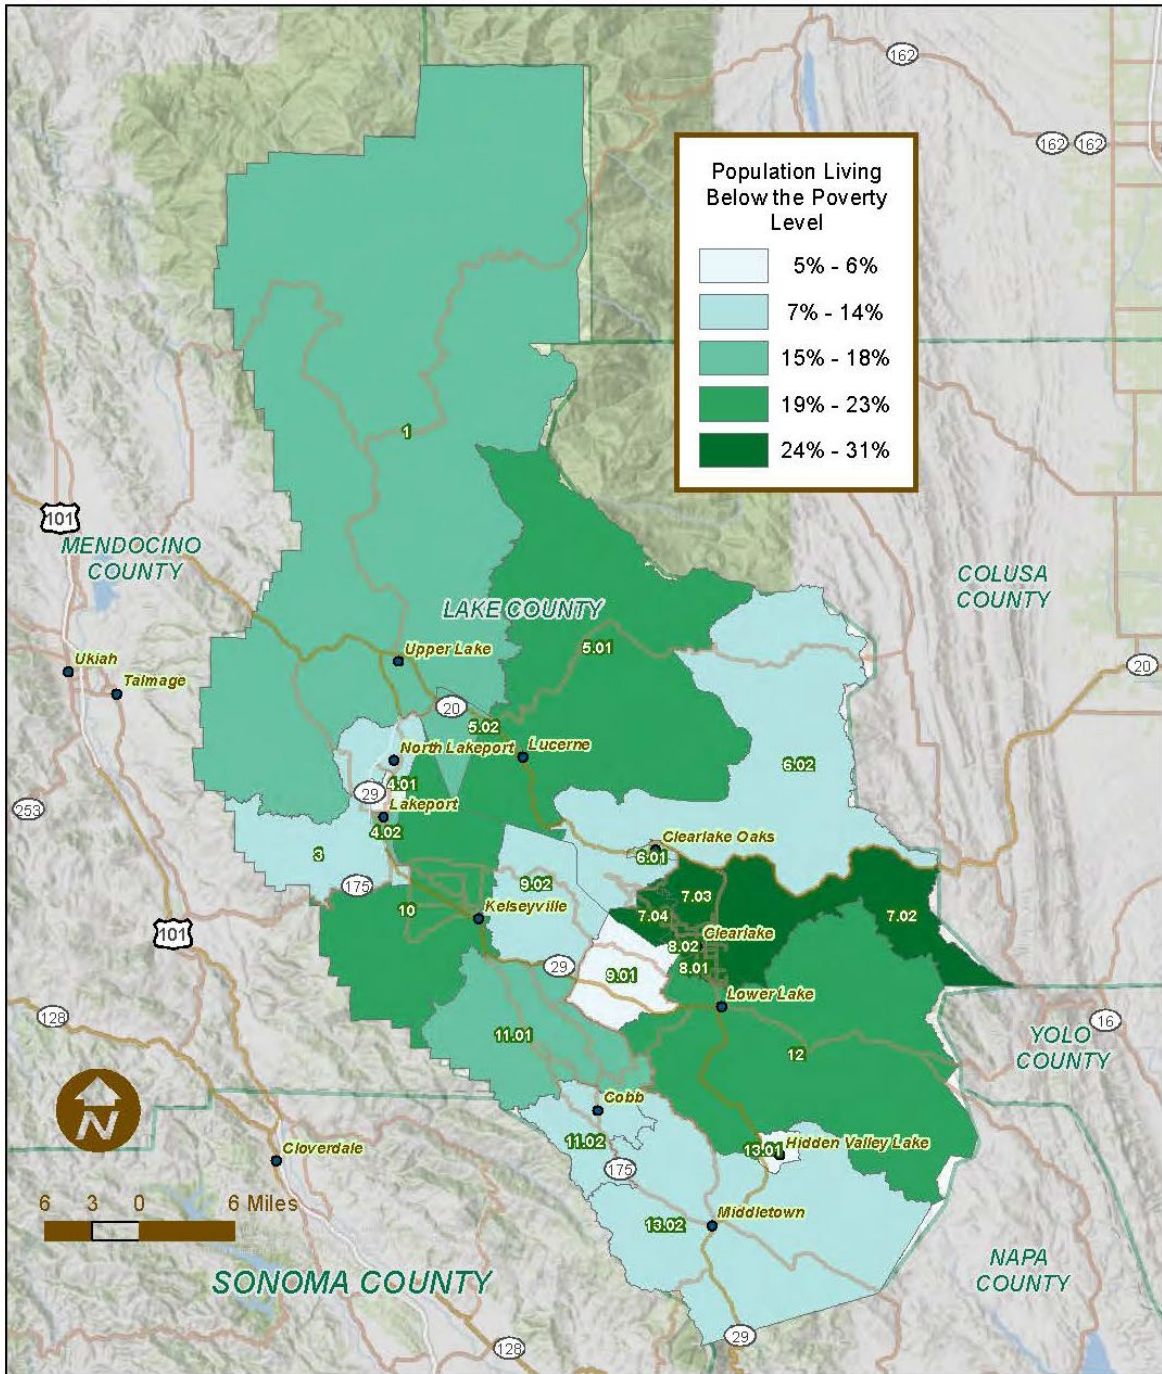 162
162
162
Population Living
Below the Poverty
Level
5% - 6%
7% - 14%
15% - 18%
19% - 23%
24% - 31%
1
101
MENDOCINO
COUNTY
COLUSA
COUNTY
LAKE COUNTY
5.01
Upper Lake
Ukiah
Talmage
20
20
5.02
North Lakeport
Lucerne
6.02
4.01
29
253
Lakeport
4.02
Clearlake Oaks
6.01
3
175
9.02
7.03
10
7.04
7.02
Kelseyville
101
Clearlake
8.02
29
9.01
8.01
Lower Lake
128
16
11.01
12
YOLO
COUNTY
Cobb
N
11.02
13.01
Hidden Valley Lake
Cloverdale
175
6 3 0 6 Miles
13.02
Middletown
NAPA
COUNTY
SONOMA COUNTY
29
128